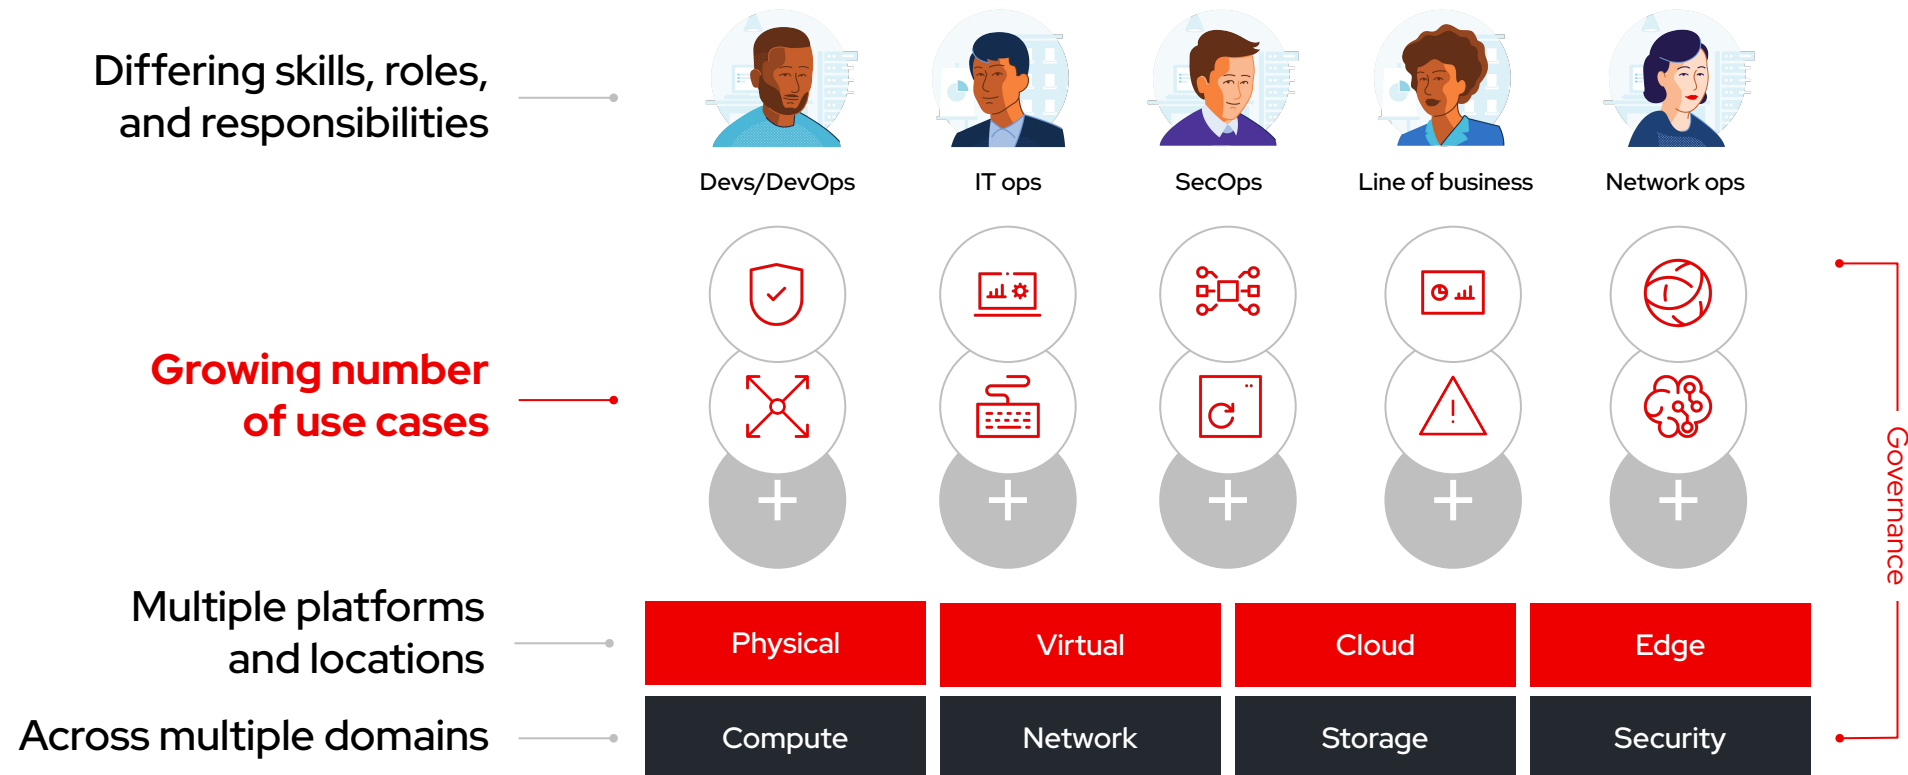 Differing skills, roles,
and responsibilities
Devs/DevOps
IT ops
SecOps
Line of business
Network ops
Growing number
of use cases
Governance
Multiple platforms
and locations
Physical
Virtual
Cloud
Edge
Across multiple domains
Compute
Network
Storage
Security